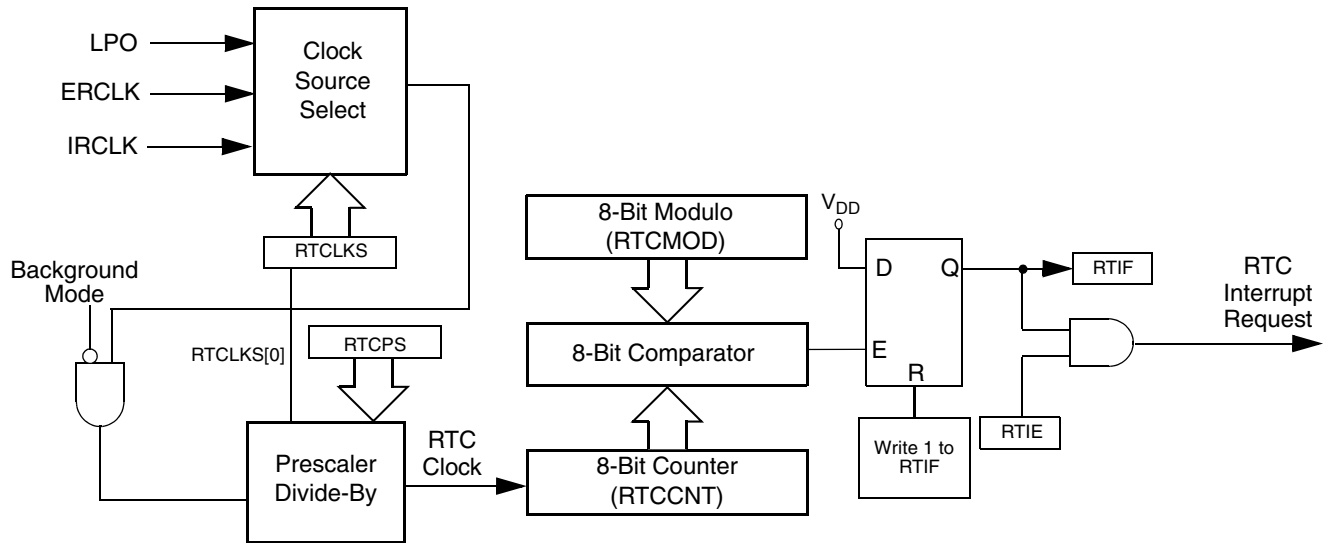 LPO
ERCLK
IRCLK
Clock
Source
Select
RTCLKS
Background
Mode
RTCLKS[0]
RTCPS
Prescaler
Divide-By
RTC
Clock
8-Bit Modulo
(RTCMOD)
8-Bit Comparator
8-Bit Counter
(RTCCNT)
VDD
D
Q
E
R
Write 1 to
RTIF
RTIF
RTIE
RTC
Interrupt
Request